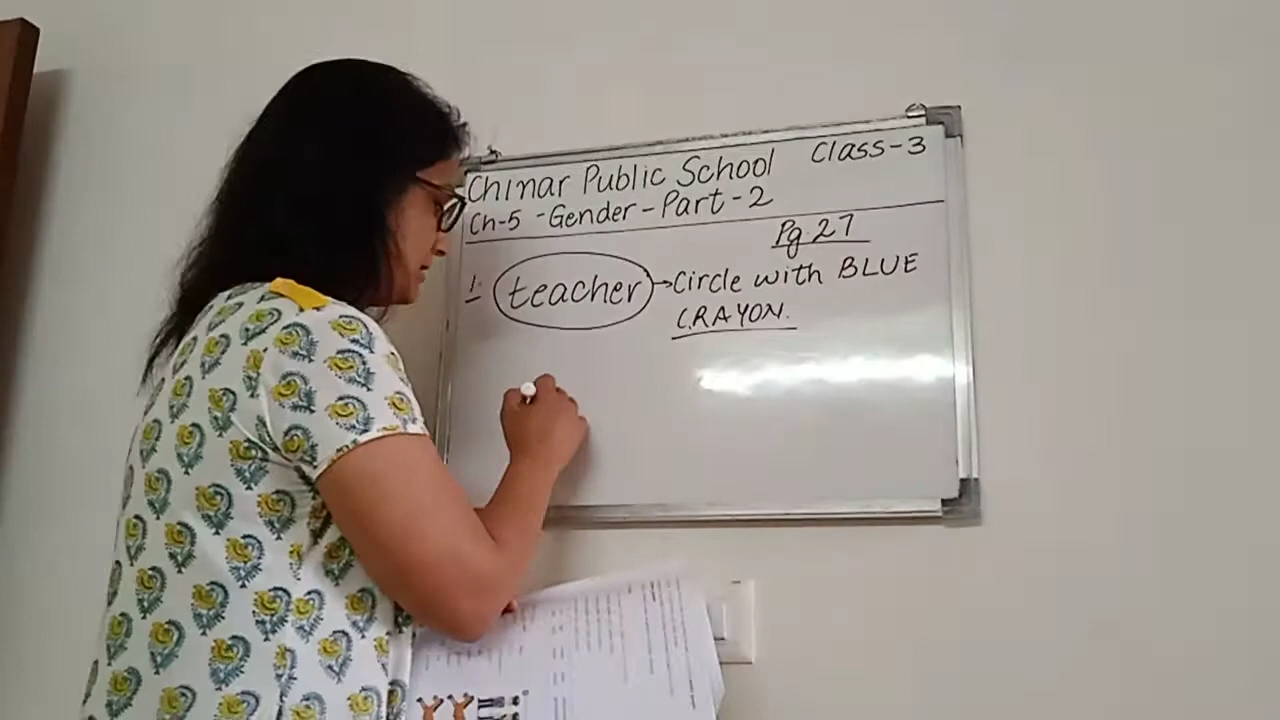 Chinar Public School Class-3
Ch-5 -Gender-Part-2
Pg 27
1. teacher → Circle with BLUE
CRAYON.